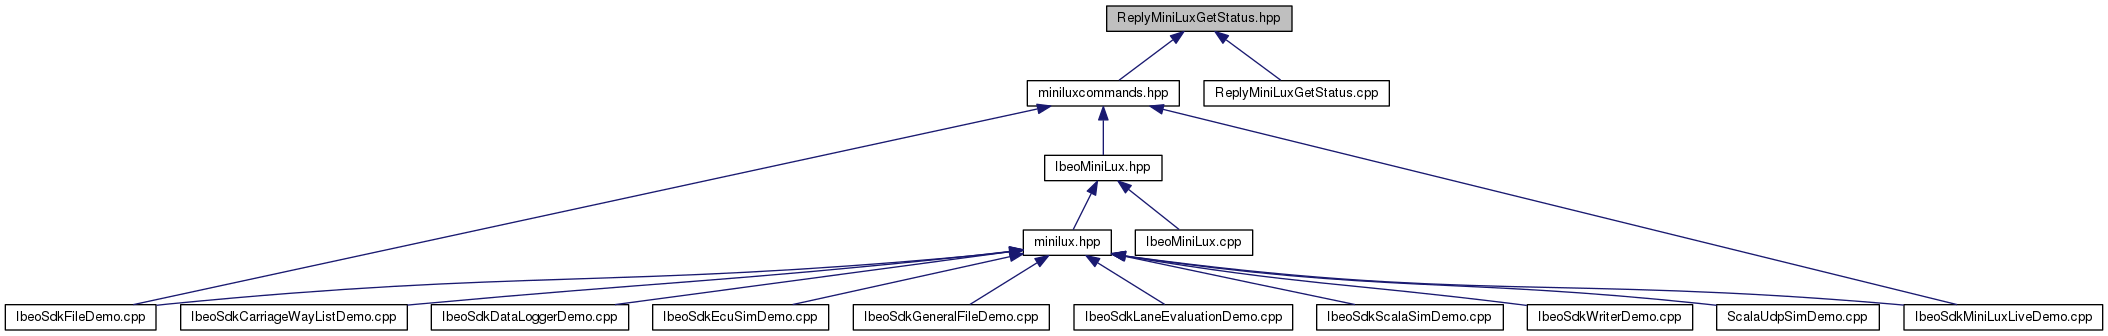 ReplyMiniLuxGetStatus.hpp
miniluxcommands.hpp
ReplyMiniLuxGetStatus.cpp
IbeoMiniLux.hpp
minilux.hpp
IbeoMiniLux.cpp
IbeoSdkFileDemo.cpp
IbeoSdkCarriageWayListDemo.cpp
IbeoSdkDataLoggerDemo.cpp
IbeoSdkEcuSimDemo.cpp
IbeoSdkGeneralFileDemo.cpp
IbeoSdkLaneEvaluationDemo.cpp
IbeoSdkScalaSimDemo.cpp
IbeoSdkWriterDemo.cpp
ScalaUdpSimDemo.cpp
IbeoSdkMiniLuxLiveDemo.cpp